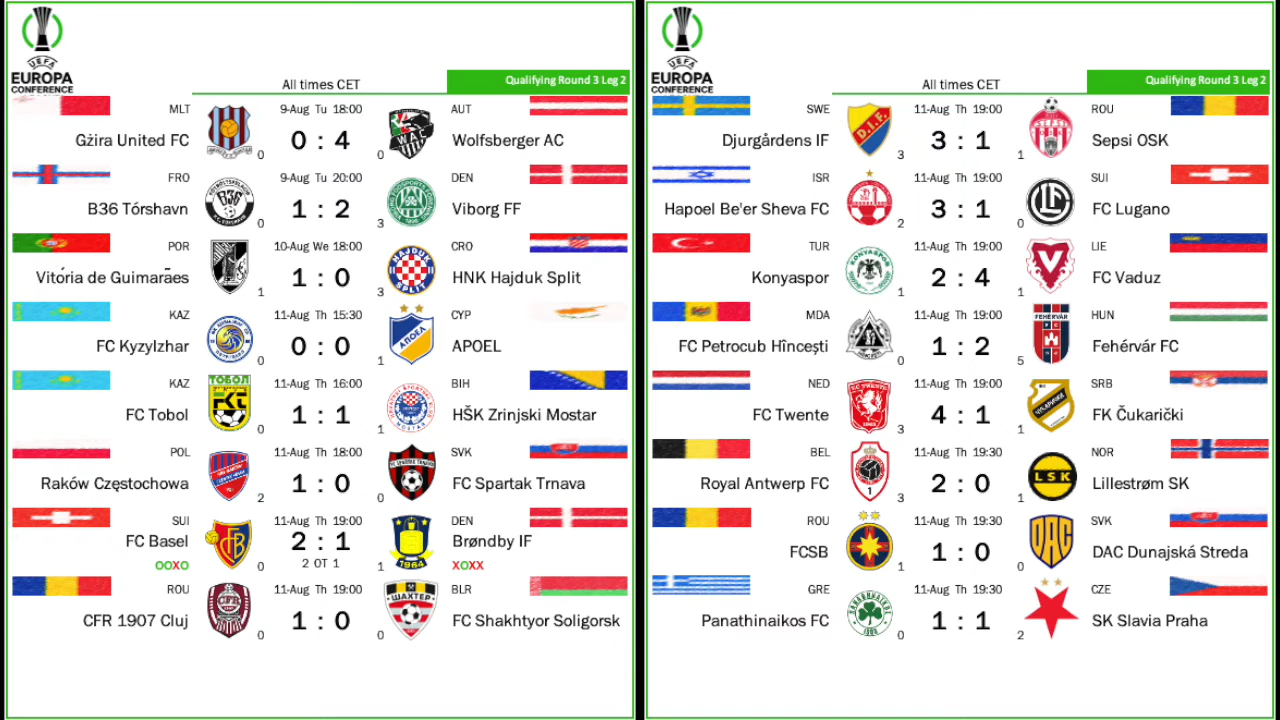 UEFA
EUROPA
CONFERENCE
All times CET
Qualifying Round 3 Leg 2
MLT 9-Aug Tu 18:00 AUT
Gżira United FC 0 0 : 4 0 Wolfsberger AC
FRO 9-Aug Tu 20:00 DEN
B36 Tórshavn 0 1 : 2 3 Viborg FF
POR 10-Aug We 18:00 CRO
Vitória de Guimarães 1 1 : 0 3 HNK Hajduk Split
KAZ 11-Aug Th 15:30 CYP
FC Kyzylzhar 0 0 : 0 1 APOEL
KAZ 11-Aug Th 16:00 BIH
FC Tobol 0 1 : 1 1 HŠK Zrinjski Mostar
POL 11-Aug Th 18:00 SVK
Raków Częstochowa 2 1 : 0 0 FC Spartak Trnava
SUI 11-Aug Th 19:00 DEN
FC Basel 0 2 : 1 1 Brøndby IF
OOXO 2 OT 1 XOXX
ROU 11-Aug Th 19:00 BLR
CFR 1907 Cluj 0 1 : 0 0 FC Shakhtyor Soligorsk
UEFA
EUROPA
CONFERENCE
All times CET
Qualifying Round 3 Leg 2
SWE 11-Aug Th 19:00 ROU
Djurgårdens IF 3 3 : 1 1 Sepsi OSK
ISR 11-Aug Th 19:00 SUI
Hapoel Be'er Sheva FC 2 3 : 1 0 FC Lugano
TUR 11-Aug Th 19:00 LIE
Konyaspor 1 2 : 4 1 FC Vaduz
MDA 11-Aug Th 19:00 HUN
FC Petrocub Hîncești 0 1 : 2 5 Fehérvár FC
NED 11-Aug Th 19:00 SRB
FC Twente 3 4 : 1 1 FK Čukarički
BEL 11-Aug Th 19:30 NOR
Royal Antwerp FC 3 2 : 0 1 Lillestrøm SK
ROU 11-Aug Th 19:30 SVK
FCSB 0 1 : 0 0 DAC Dunajská Streda
GRE 11-Aug Th 19:30 CZE
Panathinaikos FC 0 1 : 1 2 SK Slavia Praha